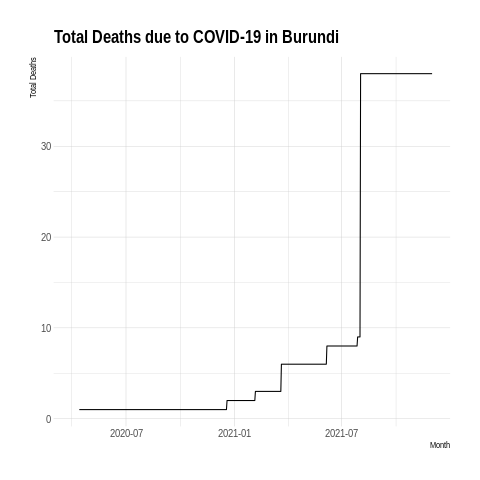 Total Deaths due to COVID-19 in Burundi
Total Deaths
30
20
10
0
2020-07
2021-01
2021-07
Month